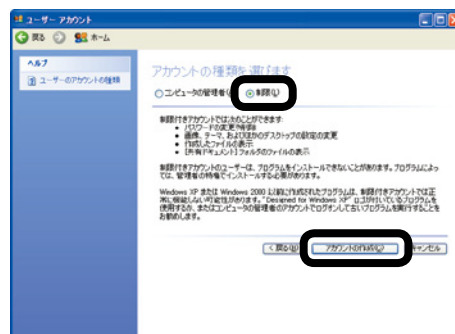 ユーザー アカウント
戻る ホーム
ヘルプ
ユーザーのアカウントの種類
アカウントの種類を選びます
コンピュータの管理者( 制限(L)
制限付きアカウントでは次のことができます:
パスワードの変更や削除
画像、テーマ、およびほかのデスクトップの設定の変更
作成したファイルの表示
[共有ドキュメント] フォルダのファイルの表示
制限付きアカウントのユーザーは、プログラムをインストールできないことがあります。プログラムによっ
ては、管理者の特権でインストールする必要があります。
Windows XP または Windows 2000 以前に作成されたプログラムは、制限付きアカウントでは正
常に機能しない可能性があります。"Designed for Windows XP" ロゴが付いているプログラムを
使用するか、またはコンピュータの管理者のアカウントでログオンして古いプログラムを実行することを
お勧めします。
< 戻る(B) アカウントの作成(C) キャンセル